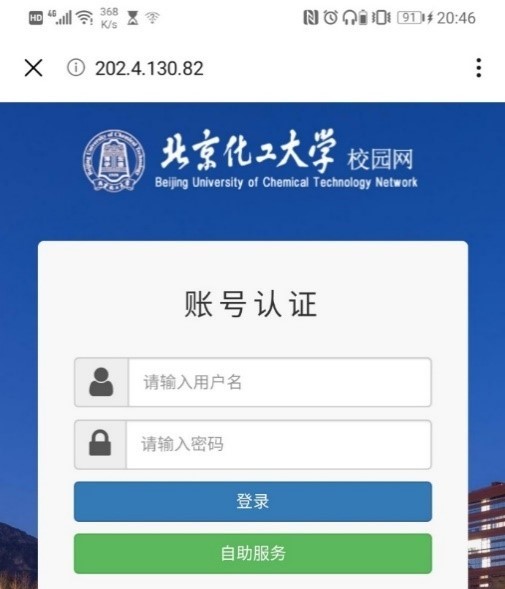 HD 4G 368 K/s 91 20:46
202.4.130.82
北京化工大学 校园网
Beijing University of Chemical Technology Network
账号认证
请输入用户名
请输入密码
登录
自助服务